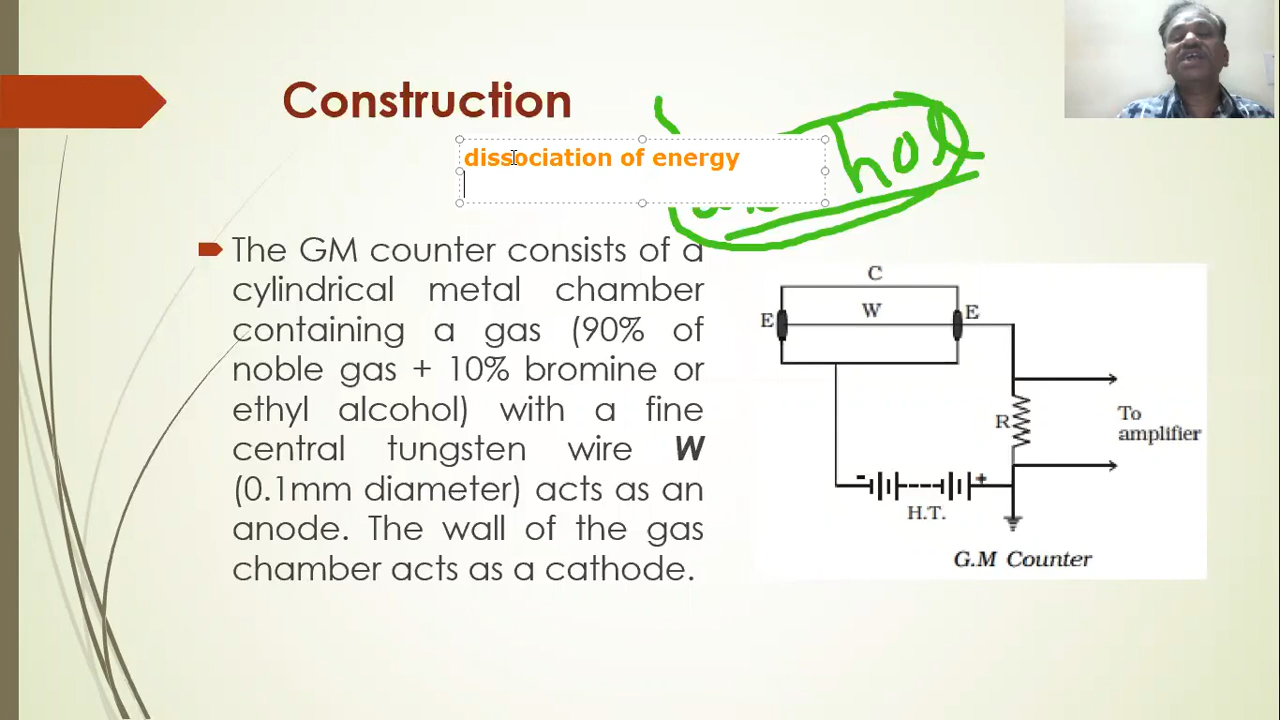 Construction
dissociation of energy
hol
The GM counter consists of a
cylindrical metal chamber
containing a gas (90% of
noble gas + 10% bromine or
ethyl alcohol) with a fine
central tungsten wire W
(0.1mm diameter) acts as an
anode. The wall of the gas
chamber acts as a cathode.
C
E W E
R
To
amplifier
- +
H.T.
G.M Counter